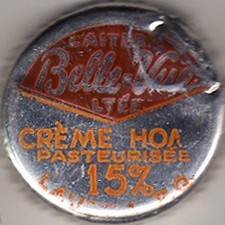 LAITERIE
Belle-Vue
LTÉE
CRÈME HOM
PASTEURISÉE
15%
P.Q.